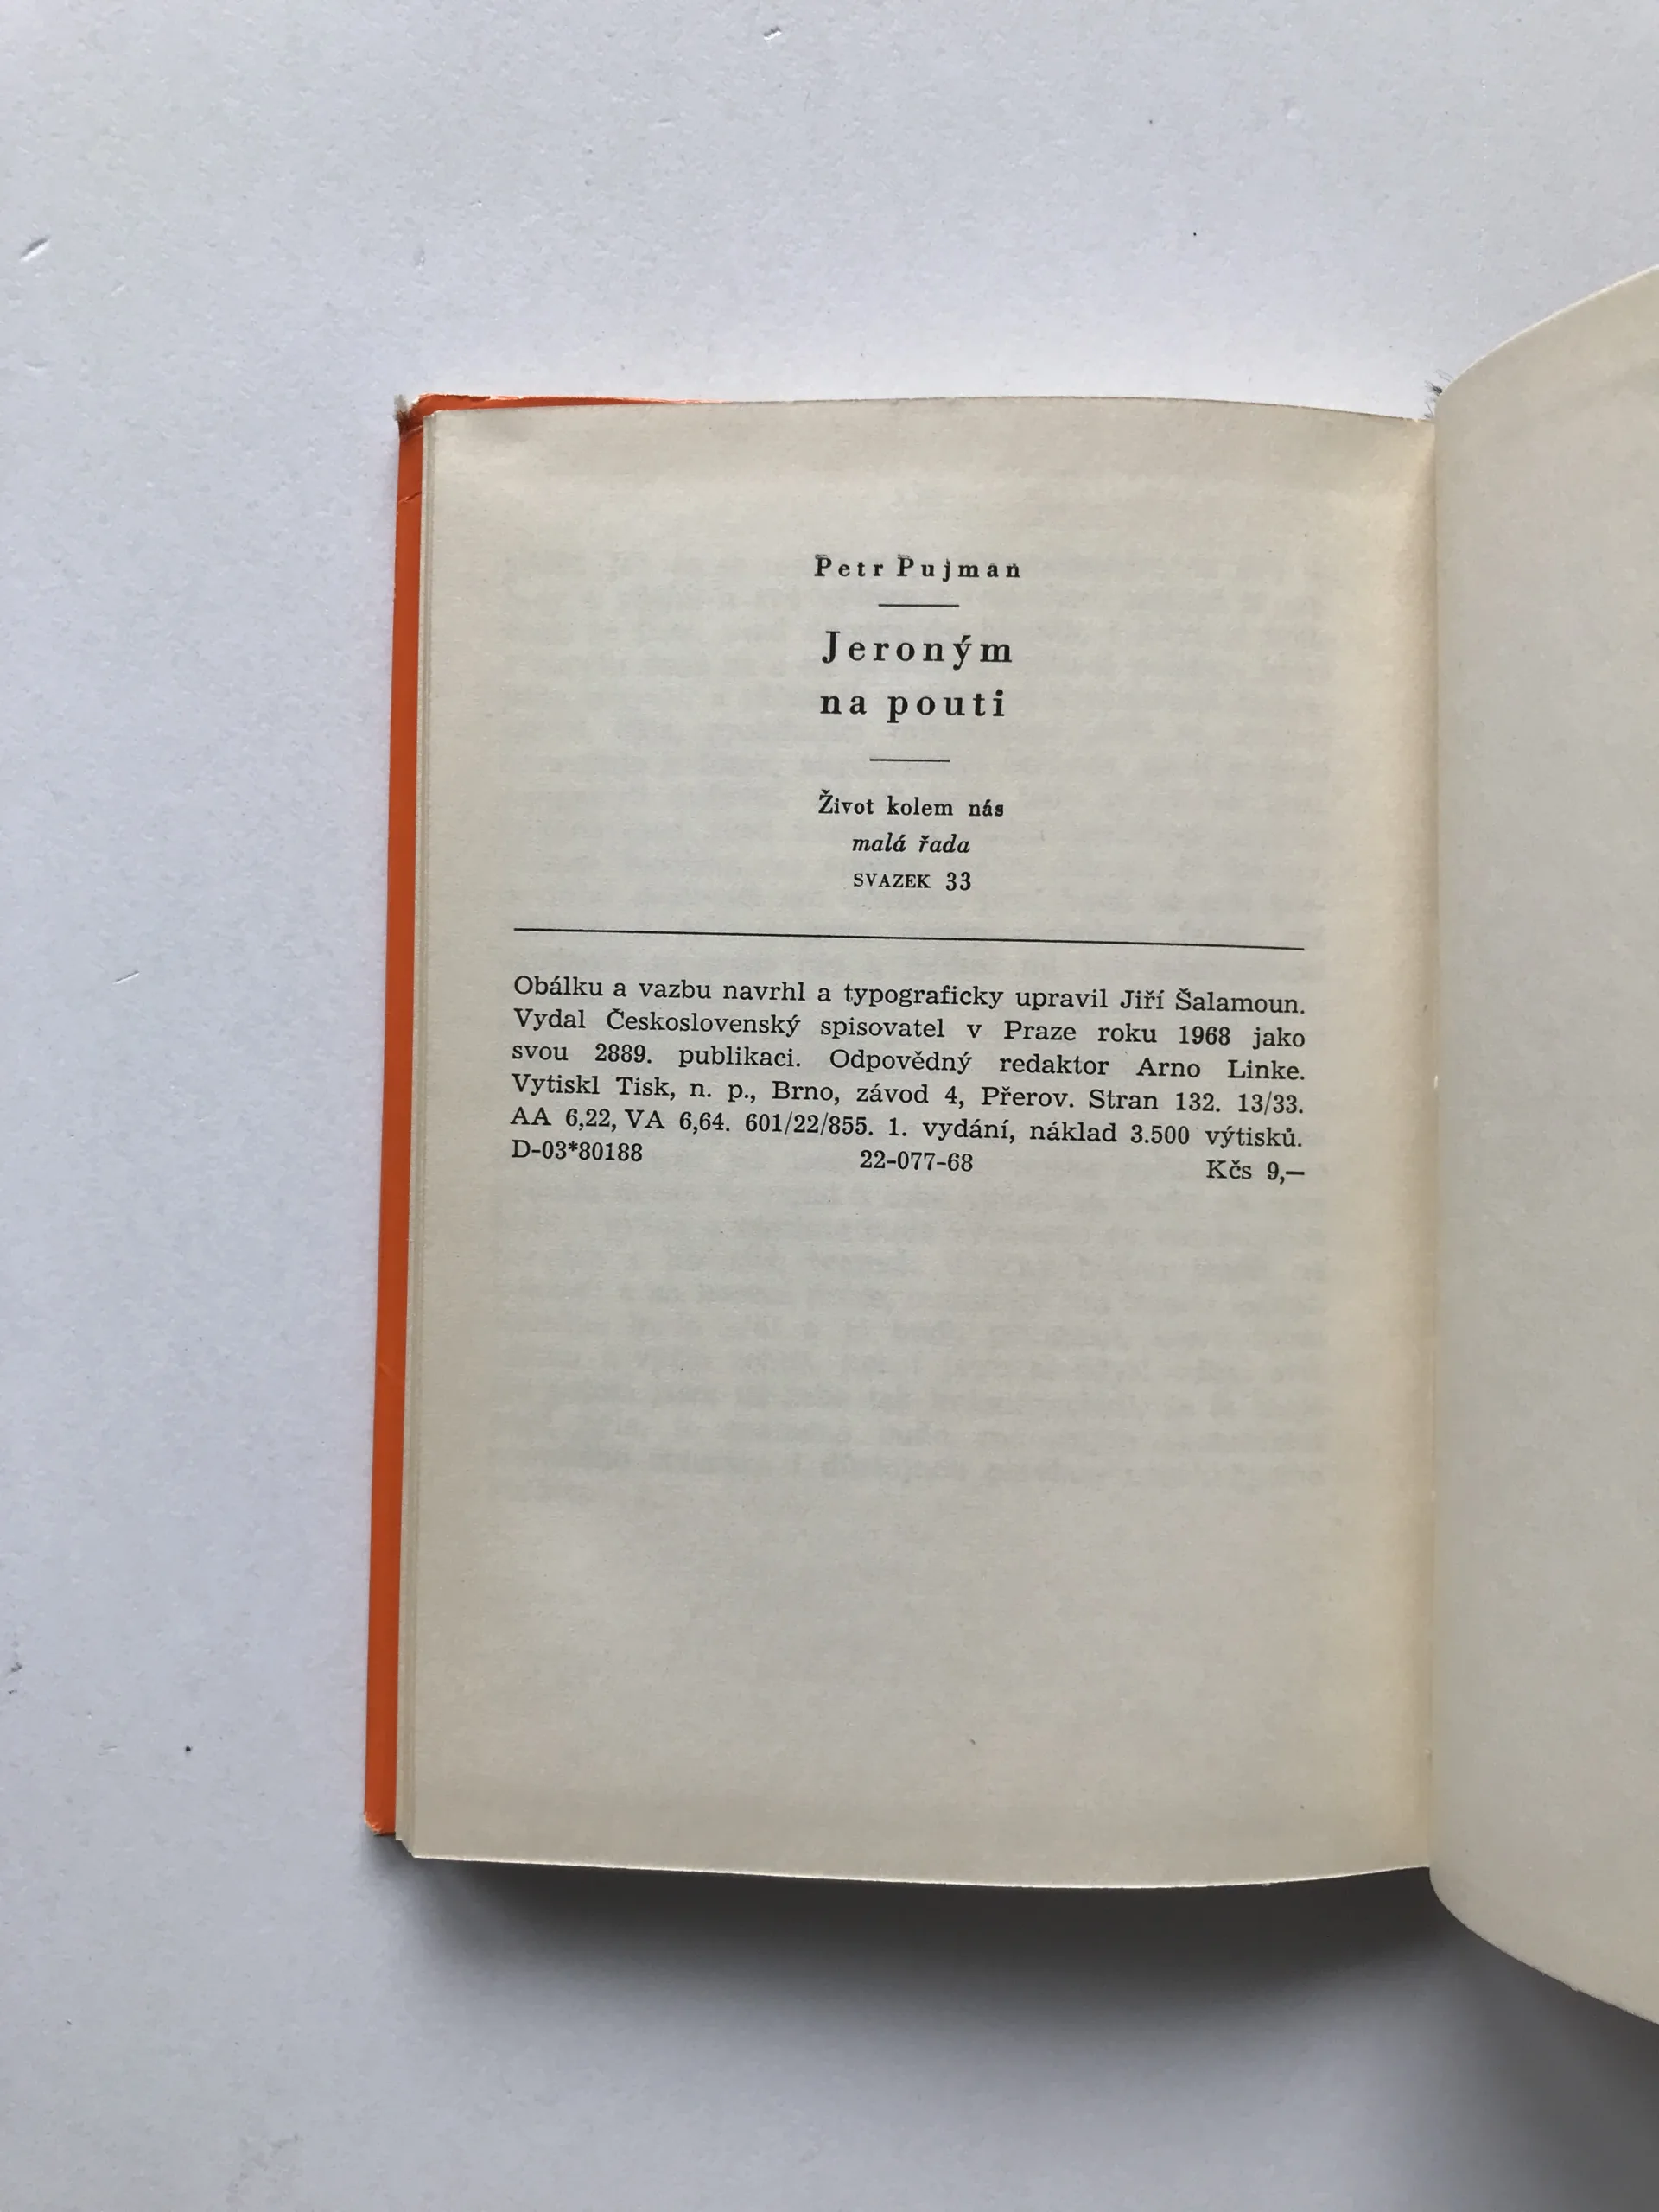 Petr Pujman
Jeroným
na pouti
Život kolem nás
malá řada
SVAZEK 33
Obálku a vazbu navrhl a typograficky upravil Jiří Šalamoun.
Vydal Československý spisovatel v Praze roku 1968 jako
svou 2889. publikaci. Odpovědný redaktor Arno Linke.
Vytiskl Tisk, n. p., Brno, závod 4, Přerov. Stran 132. 13/33.
AA 6,22, VA 6,64. 601/22/855. 1. vydání, náklad 3.500 výtisků.
D-03*80188 22-077-68 Kčs 9,—